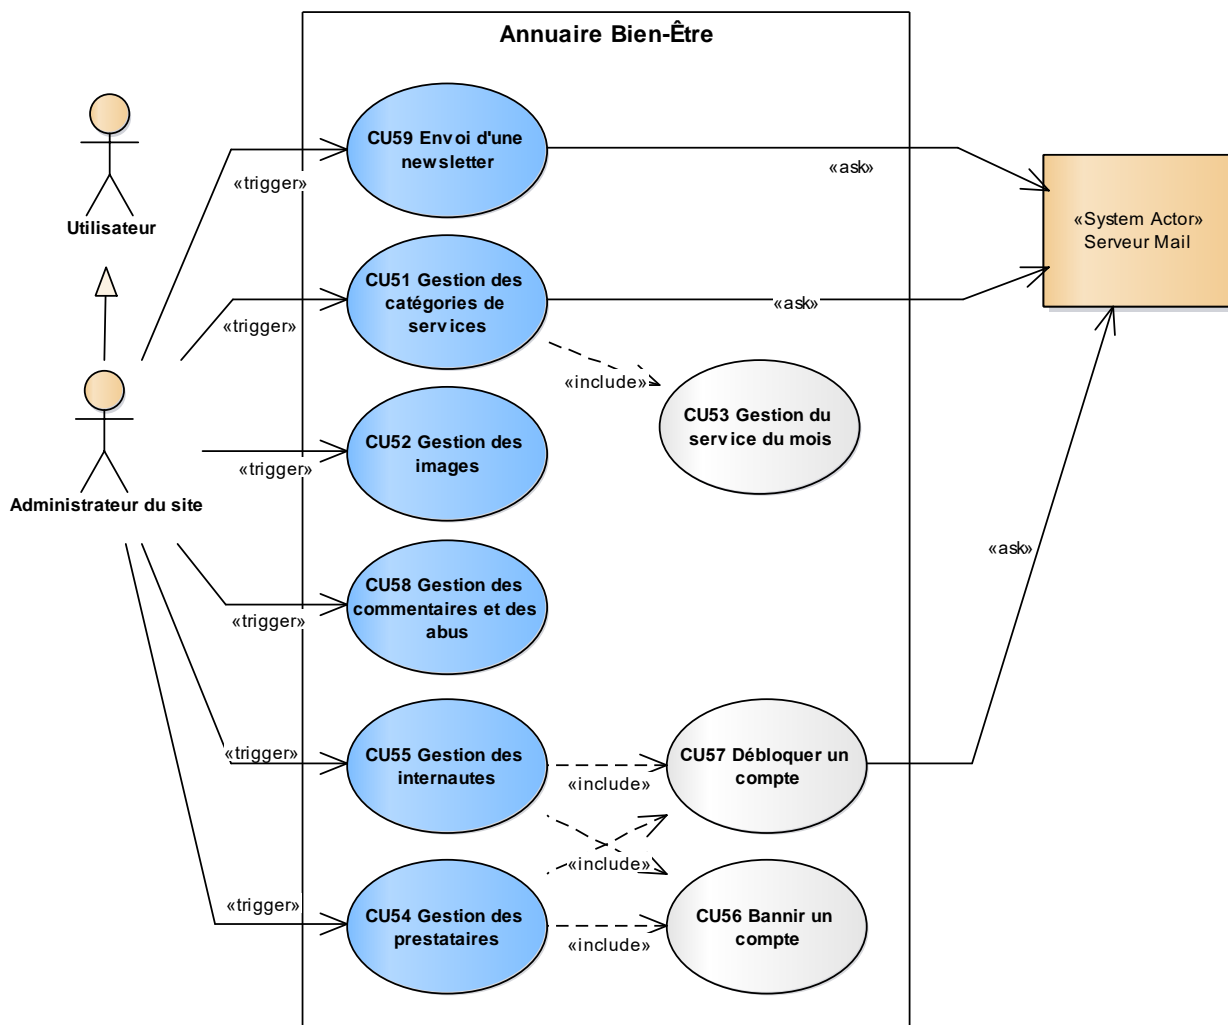 Annuaire Bien-Être
CU59 Envoi d'une
newsletter
«trigger»
«ask»
Utilisateur
«System Actor»
Serveur Mail
CU51 Gestion des
catégories de
services
«trigger»
«ask»
«include»
CU53 Gestion du
service du mois
CU52 Gestion des
images
«trigger»
Administrateur du site
«ask»
CU58 Gestion des
commentaires et des
abus
«trigger»
CU55 Gestion des
internautes
«trigger»
«include»
CU57 Débloquer un
compte
«include»
CU54 Gestion des
prestataires
«trigger»
«include»
CU56 Bannir un
compte